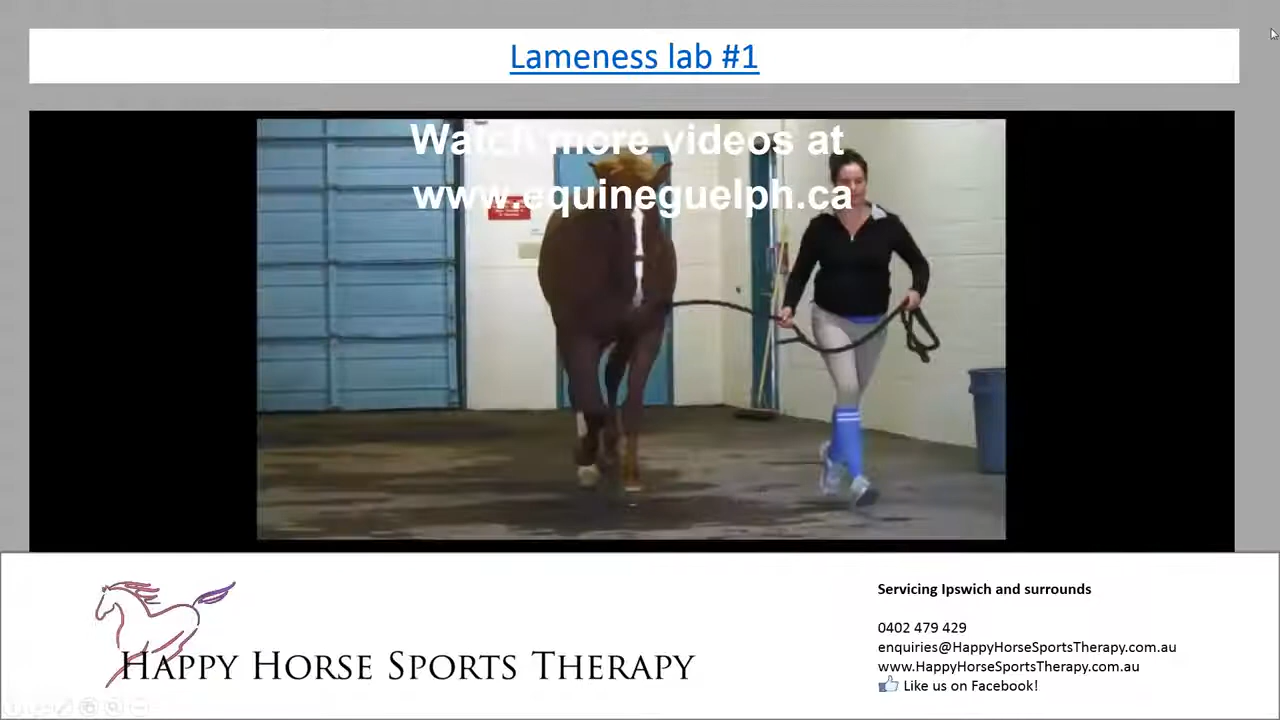 Lameness lab #1
Watch more videos at
www.equineguelph.ca
HAPPY HORSE SPORTS THERAPY
Servicing Ipswich and surrounds
0402 479 429
enquiries@HappyHorseSportsTherapy.com.au
www.HappyHorseSportsTherapy.com.au
Like us on Facebook!